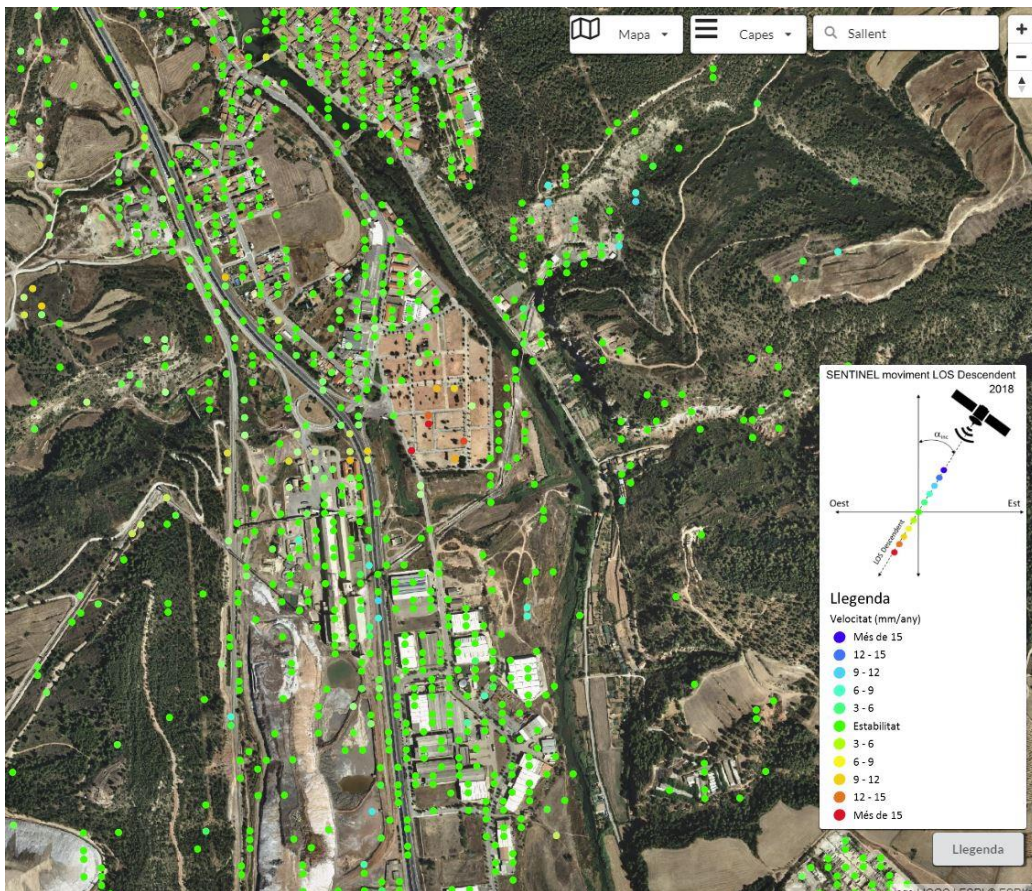 Mapa
Capes
Sallent
+
−
SENTINEL moviment LOS Descendent
2018
Oest
Est
LOS Descendent
Llegenda
Velocitat (mm/any)
Més de 15
12 - 15
9 - 12
6 - 9
3 - 6
Estabilitat
3 - 6
6 - 9
9 - 12
12 - 15
Més de 15
Llegenda